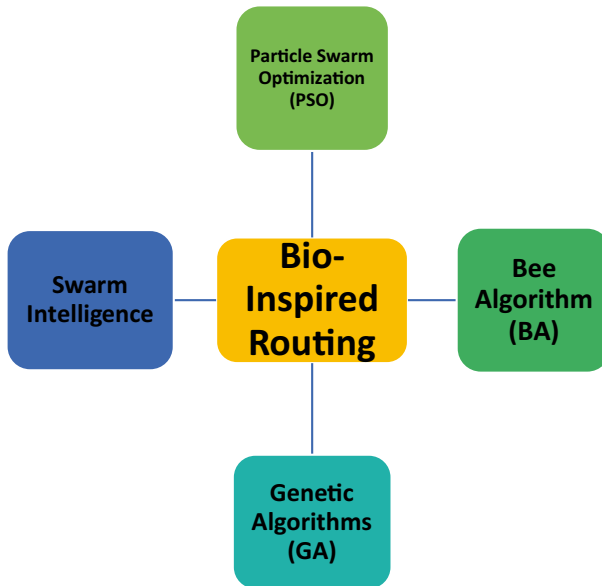 Particle Swarm
Optimization
(PSO)
Swarm
Intelligence
Bio-
Inspired
Routing
Bee
Algorithm
(BA)
Genetic
Algorithms
(GA)